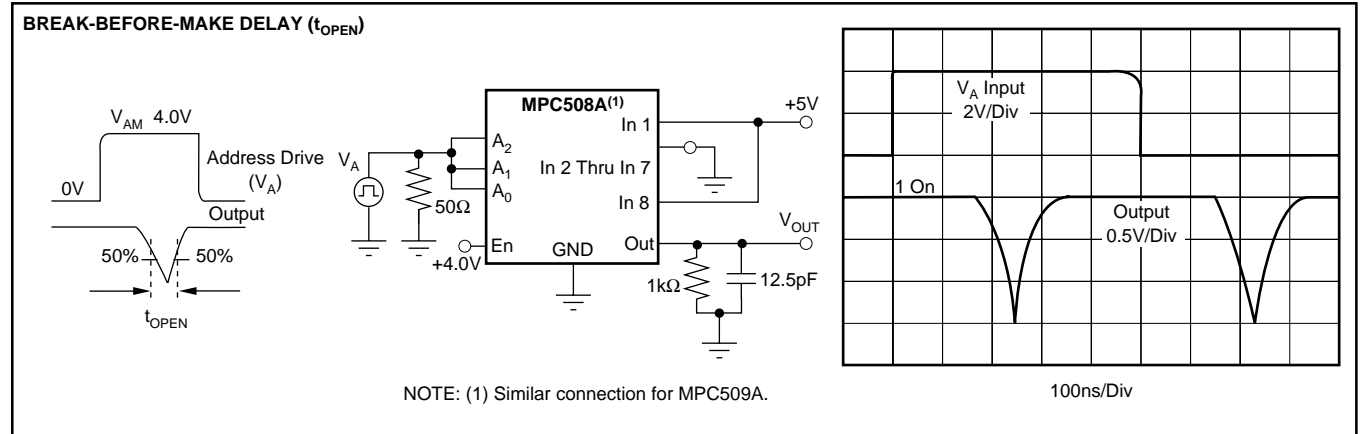 BREAK-BEFORE-MAKE DELAY (tOPEN)
VAM 4.0V
0V
Address Drive
(VA)
Output
50%
50%
tOPEN
VA
50Ω
+4.0V
MPC508A(1)
A2
A1
A0
En
GND
In 1
In 2 Thru In 7
In 8
Out
+5V
VOUT
1kΩ
12.5pF
NOTE: (1) Similar connection for MPC509A.
VA Input
2V/Div
1 On
Output
0.5V/Div
100ns/Div